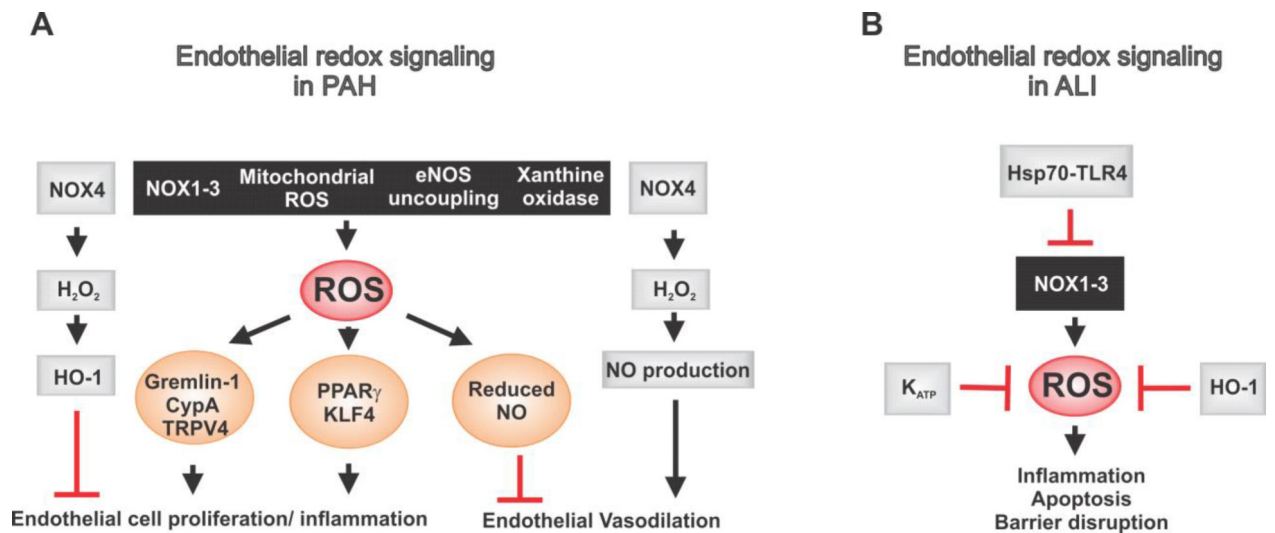 A
Endothelial redox signaling
in PAH
NOX4
NOX1-3
Mitochondrial
ROS
eNOS
uncoupling
Xanthine
oxidase
NOX4
H₂O₂
ROS
H₂O₂
HO-1
Gremlin-1
CypA
TRPV4
PPARγ
KLF4
Reduced
NO
NO production
Endothelial cell proliferation/ inflammation
Endothelial Vasodilation
B
Endothelial redox signaling
in ALI
Hsp70-TLR4
NOX1-3
K_ATP
ROS
HO-1
Inflammation
Apoptosis
Barrier disruption